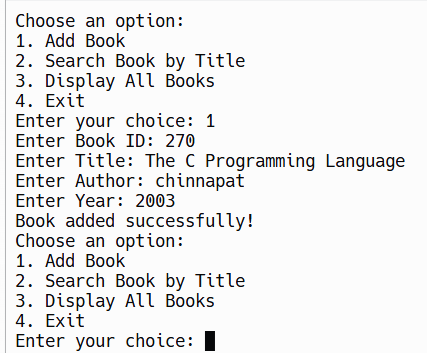 Choose an option:
1. Add Book
2. Search Book by Title
3. Display All Books
4. Exit
Enter your choice: 1
Enter Book ID: 270
Enter Title: The C Programming Language
Enter Author: chinnapat
Enter Year: 2003
Book added successfully!
Choose an option:
1. Add Book
2. Search Book by Title
3. Display All Books
4. Exit
Enter your choice: